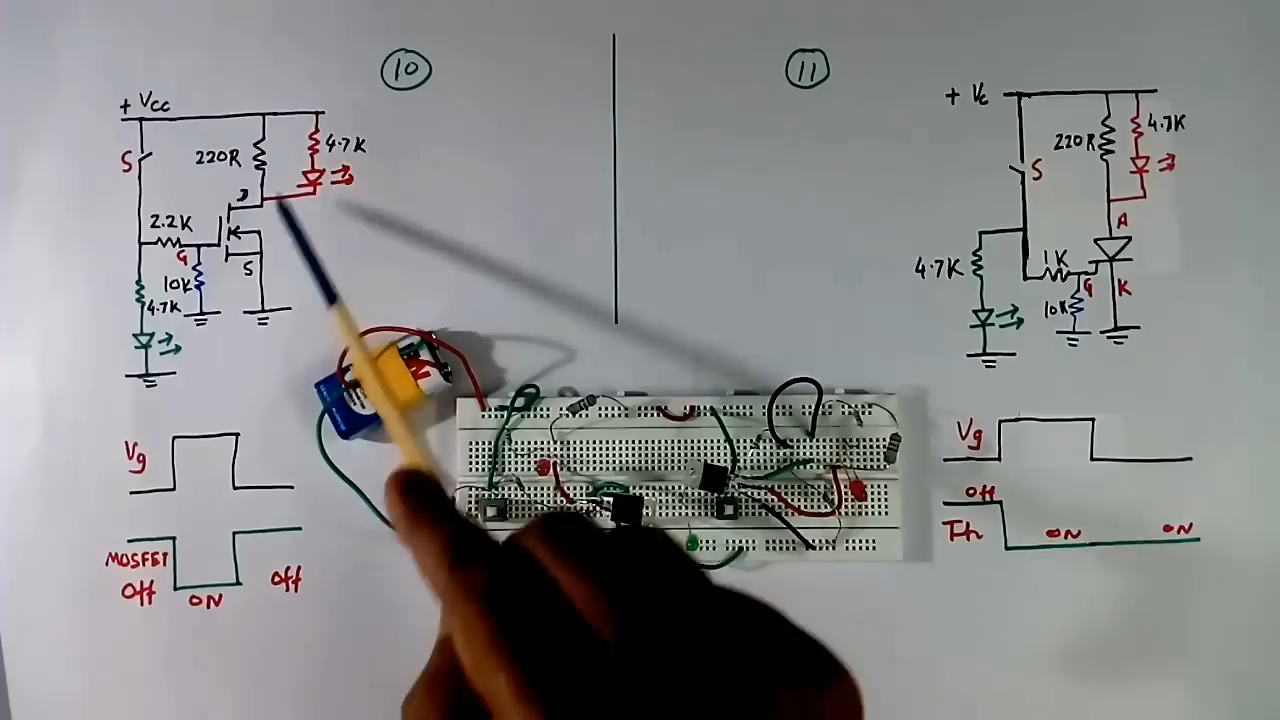 10
+ Vcc
S
220R
4.7K
D
2.2K
G
S
10K
4.7K
Vg
MOSFET
Off
ON
Off
11
+ Vc
S
220R
4.7K
A
4.7K
1K
G
K
10K
Vg
Off
Th
ON
ON